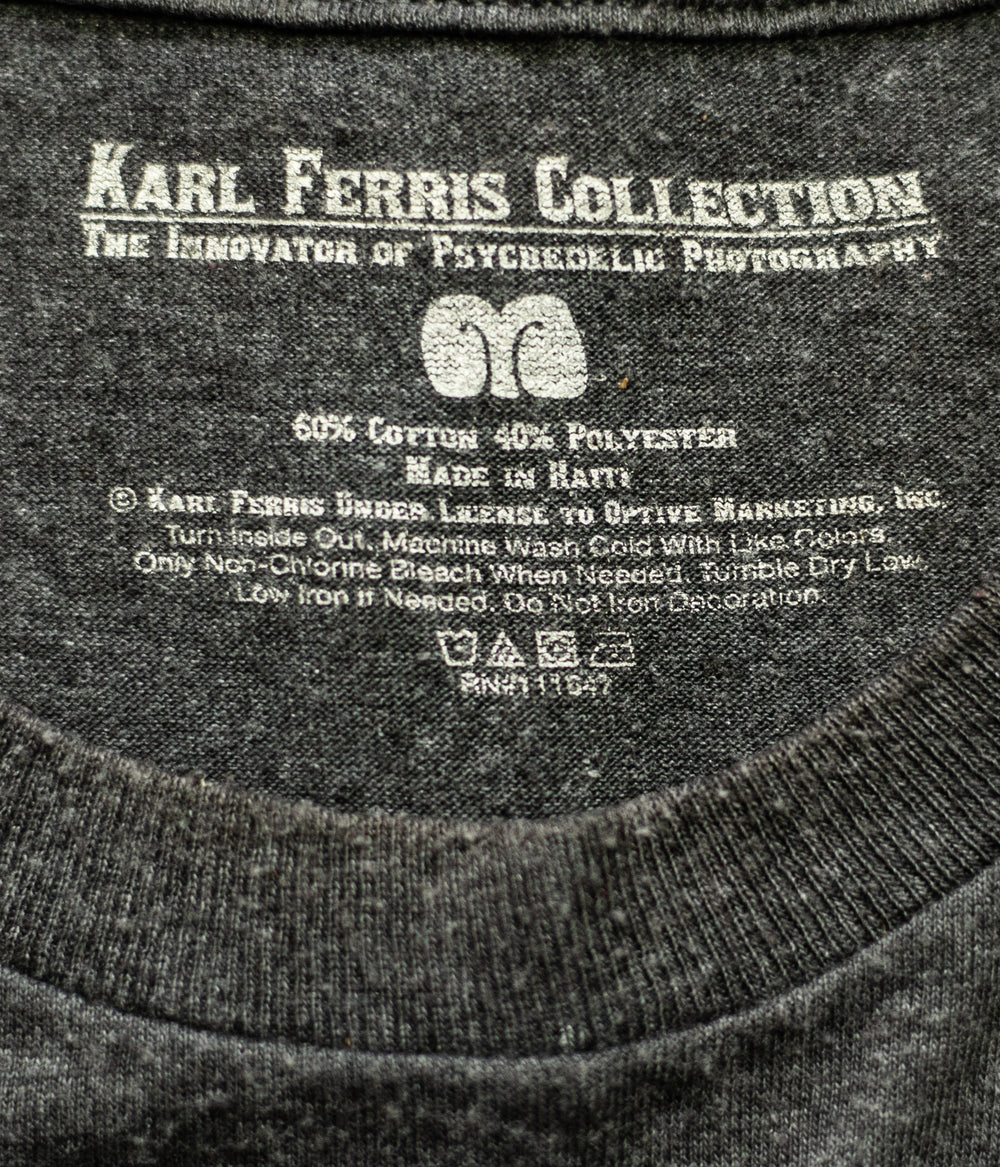 KARL FERRIS COLLECTION
THE INNOVATOR OF PSYCHEDELIC PHOTOGRAPHY
60% COTTON 40% POLYESTER
MADE IN HAITI
© KARL FERRIS UNDER LICENSE TO OPTIVE MARKETING, INC.
Turn Inside Out. Machine Wash Cold With Like Colors.
Only Non-Chlorine Bleach When Needed. Tumble Dry Low.
Low Iron If Needed. Do Not Iron Decoration.
RN#111647